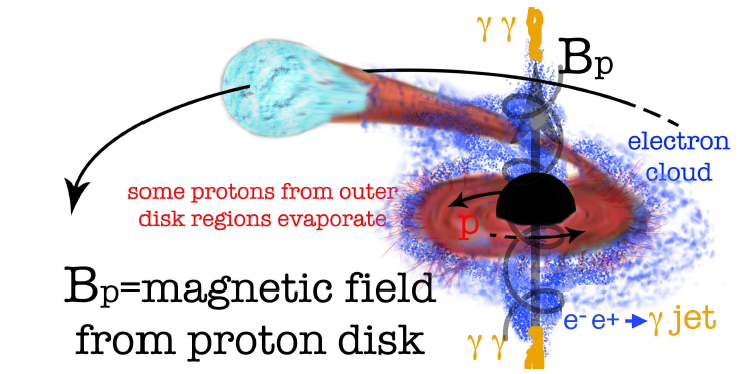 γ γ
Bp
electron
cloud
some protons from outer
disk regions evaporate
p
Bp=magnetic field
from proton disk
e- e+ → γ jet
γ γ